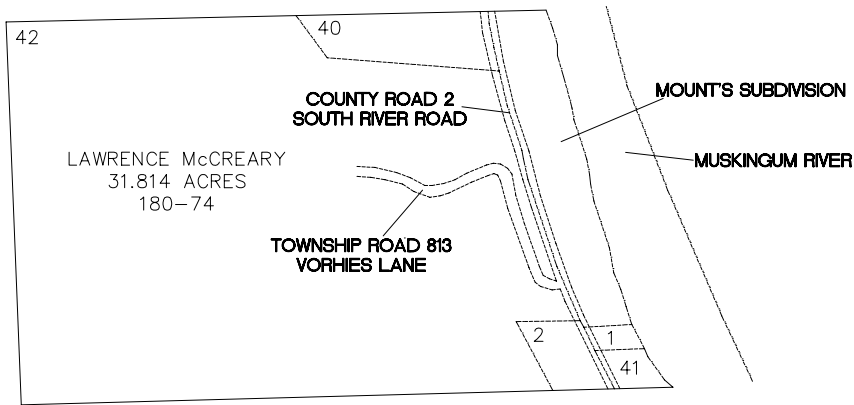 42
40
COUNTY ROAD 2
SOUTH RIVER ROAD
MOUNT'S SUBDIVISION
MUSKINGUM RIVER
LAWRENCE McCREARY
31.814 ACRES
180-74
TOWNSHIP ROAD 813
VORHIES LANE
2
1
41